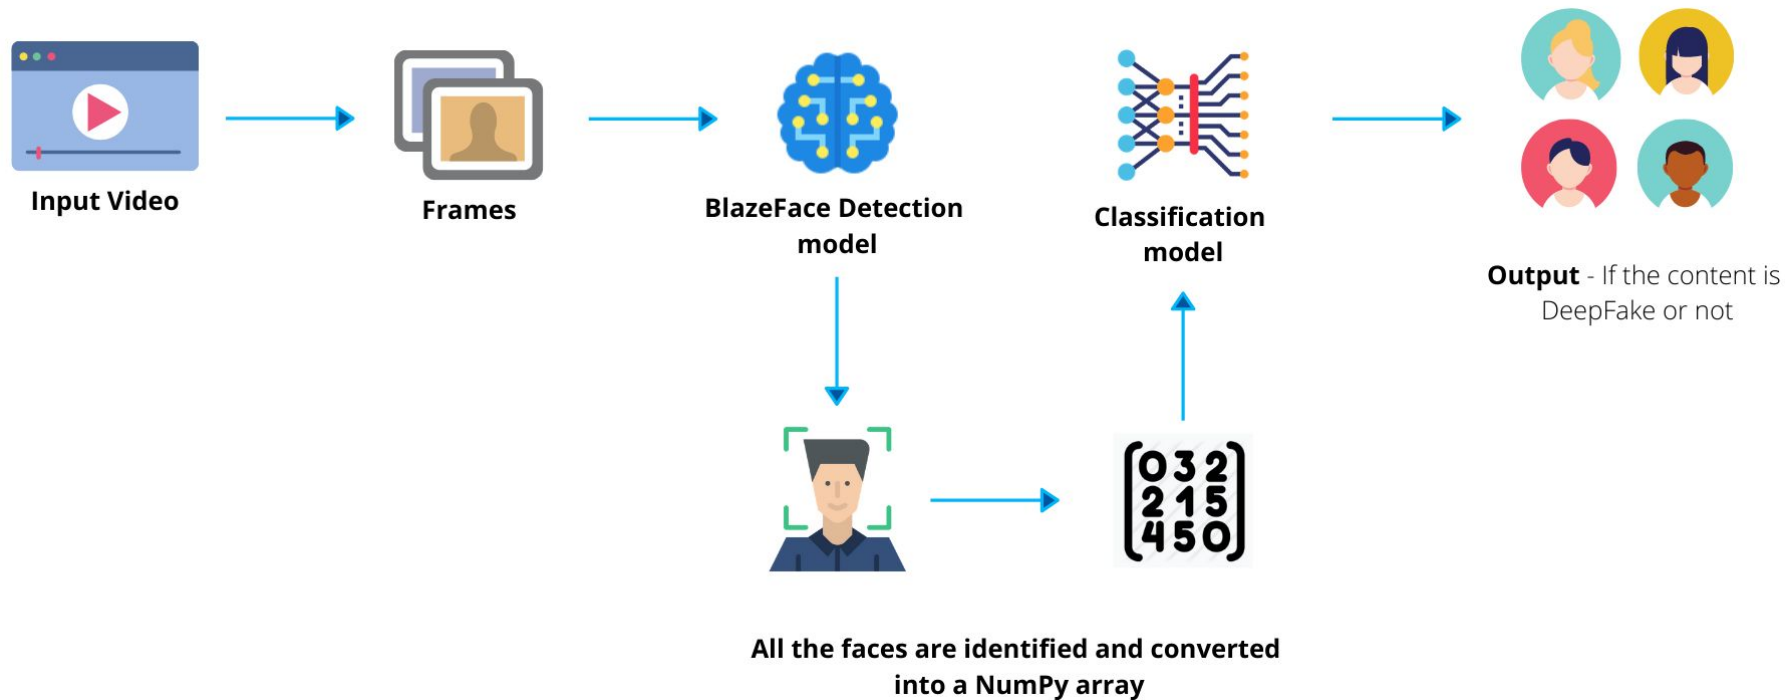 Input Video
Frames
BlazeFace Detection
model
Classification
model
Output - If the content is
DeepFake or not
0 3 2
2 1 5
4 5 0
All the faces are identified and converted
into a NumPy array